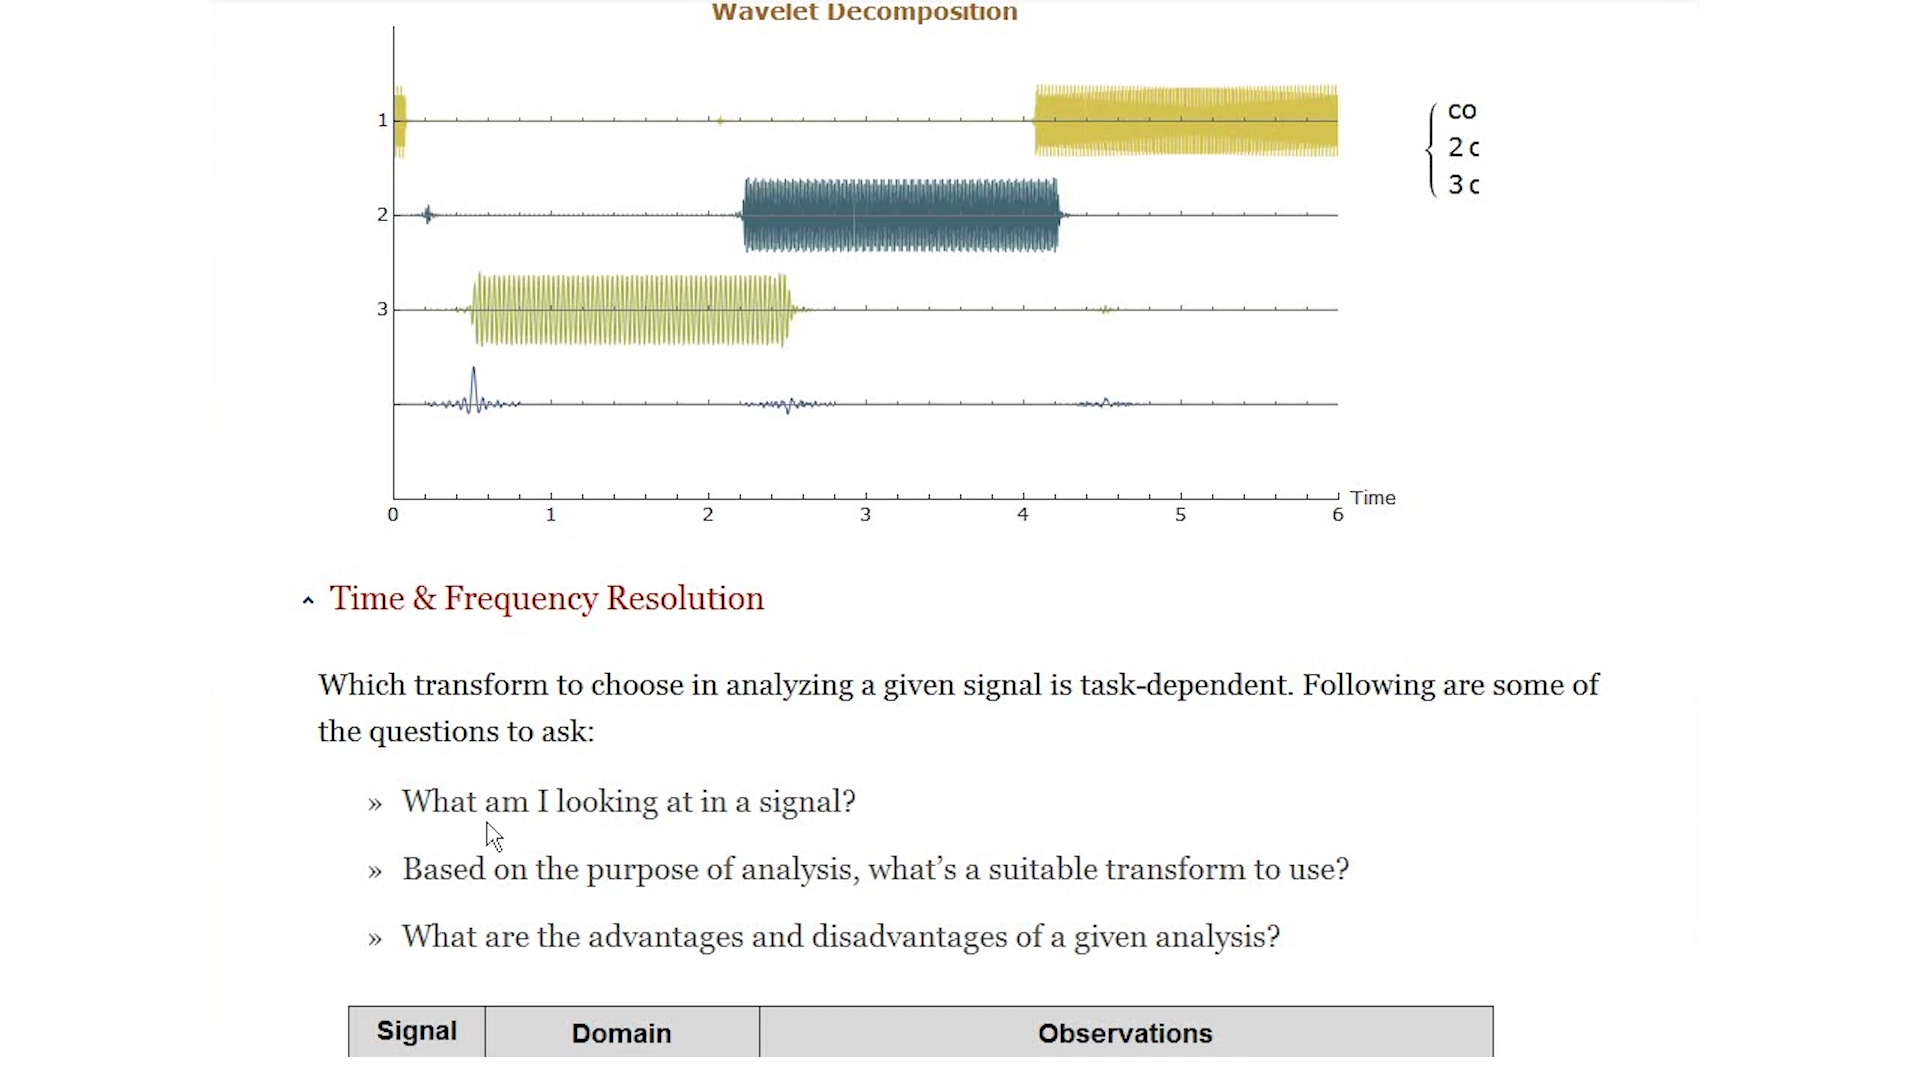 Wavelet Decomposition
1
2
3
co
2 c
3 c
Time
0 1 2 3 4 5 6
Time & Frequency Resolution
Which transform to choose in analyzing a given signal is task-dependent. Following are some of
the questions to ask:
» What am I looking at in a signal?
» Based on the purpose of analysis, what’s a suitable transform to use?
» What are the advantages and disadvantages of a given analysis?
Signal Domain Observations